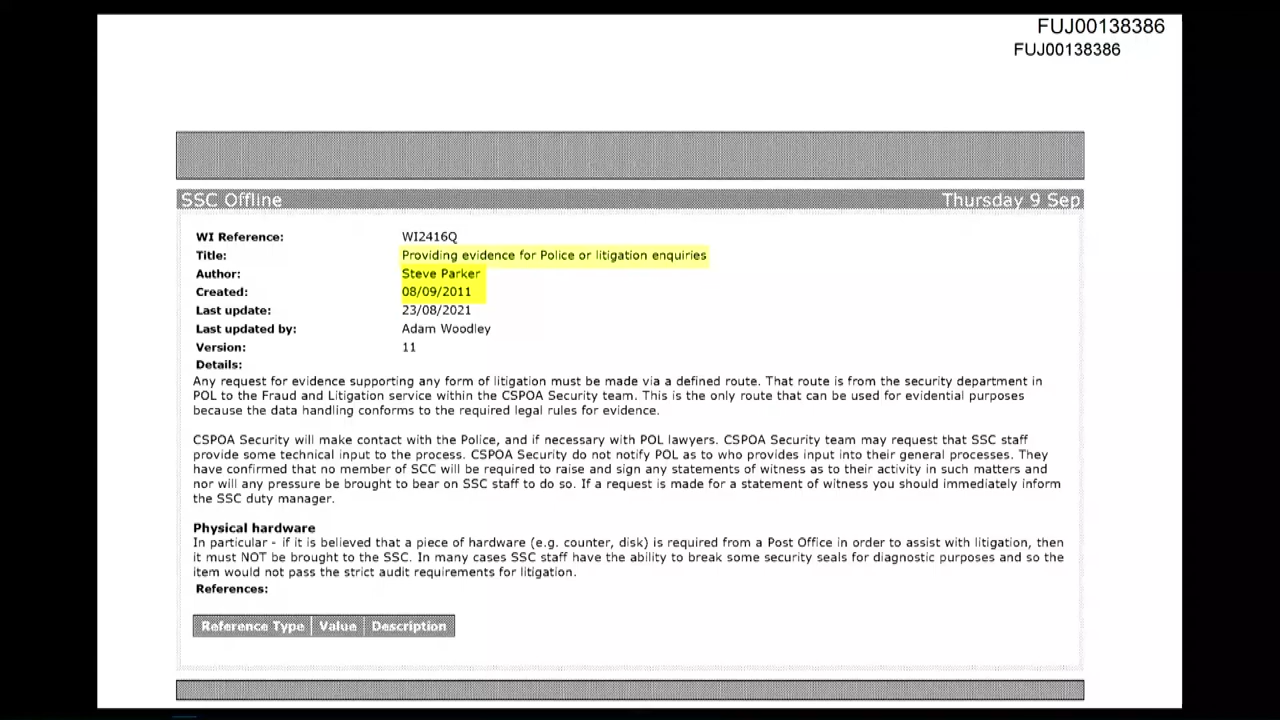 FUJ00138386
FUJ00138386
SSC Offline Thursday 9 Sep
WI Reference: WI2416Q
Title: Providing evidence for Police or litigation enquiries
Author: Steve Parker
Created: 08/09/2011
Last update: 23/08/2021
Last updated by: Adam Woodley
Version: 11
Details:
Any request for evidence supporting any form of litigation must be made via a defined route. That route is from the security department in
POL to the Fraud and Litigation service within the CSPOA Security team. This is the only route that can be used for evidential purposes
because the data handling conforms to the required legal rules for evidence.
CSPOA Security will make contact with the Police, and if necessary with POL lawyers. CSPOA Security team may request that SSC staff
provide some technical input to the process. CSPOA Security do not notify POL as to who provides input into their general processes. They
have confirmed that no member of SCC will be required to raise and sign any statements of witness as to their activity in such matters and
nor will any pressure be brought to bear on SSC staff to do so. If a request is made for a statement of witness you should immediately inform
the SSC duty manager.
Physical hardware
In particular - if it is believed that a piece of hardware (e.g. counter, disk) is required from a Post Office in order to assist with litigation, then
it must NOT be brought to the SSC. In many cases SSC staff have the ability to break some security seals for diagnostic purposes and so the
item would not pass the strict audit requirements for litigation.
References:
Reference Type Value Description